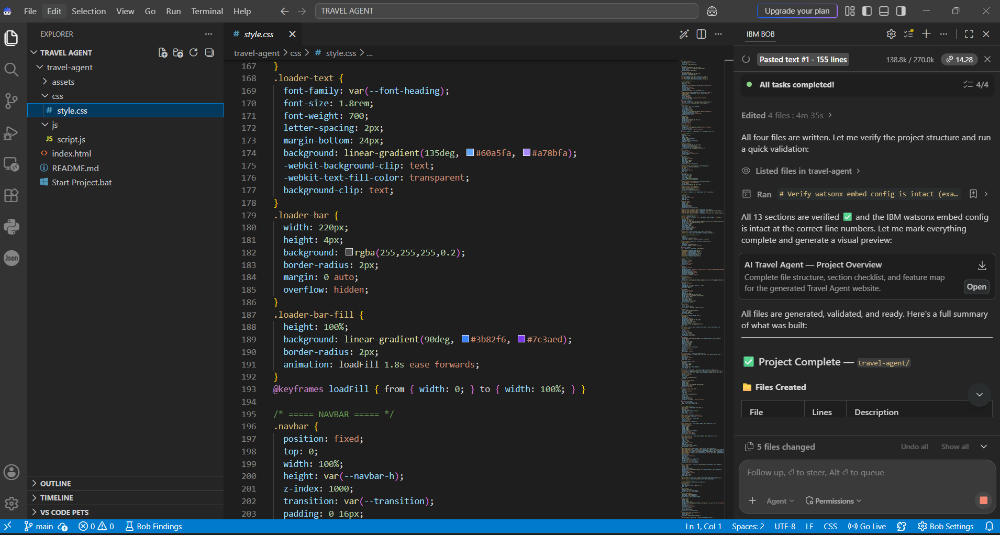 File Edit Selection View Go Run Terminal Help
TRAVEL AGENT
Upgrade your plan
EXPLORER
TRAVEL AGENT
travel-agent
assets
css
# style.css
js
JS script.js
<> index.html
README.md
Start Project.bat
OUTLINE
TIMELINE
VS CODE PETS
Json
# style.css
travel-agent > css > # style.css > ...
167 }
168 .loader-text {
169 font-family: var(--font-heading);
170 font-size: 1.8rem;
171 font-weight: 700;
172 letter-spacing: 2px;
173 margin-bottom: 24px;
174 background: linear-gradient(135deg, #60a5fa, #a78bfa);
175 -webkit-background-clip: text;
176 -webkit-text-fill-color: transparent;
177 background-clip: text;
178 }
179 .loader-bar {
180 width: 220px;
181 height: 4px;
182 background: rgba(255,255,255,0.2);
183 border-radius: 2px;
184 margin: 0 auto;
185 overflow: hidden;
186 }
187 .loader-bar-fill {
188 height: 100%;
189 background: linear-gradient(90deg, #3b82f6, #7c3aed);
190 border-radius: 2px;
191 animation: loadFill 1.8s ease forwards;
192 }
193 @keyframes loadFill { from { width: 0; } to { width: 100%; } }
194
195 /* ===== NAVBAR ===== */
196 .navbar {
197 position: fixed;
198 top: 0;
199 width: 100%;
200 height: var(--navbar-h);
201 z-index: 1000;
202 transition: var(--transition);
203 padding: 0 16px;
IBM BOB
Pasted text #1 - 155 lines 138.8k / 270.0k 14.28
All tasks completed! 4/4
Edited 4 files : 4m 35s >
All four files are written. Let me verify the project structure and run
a quick validation:
Listed files in travel-agent >
Ran # Verify watsonx embed config is intact (exa…
All 13 sections are verified ✅ and the IBM watsonx embed config
is intact at the correct line numbers. Let me mark everything
complete and generate a visual preview:
AI Travel Agent — Project Overview
Complete file structure, section checklist, and feature map
for the generated Travel Agent website.
Open
All files are generated, validated, and ready. Here's a full summary
of what was built:
✅ Project Complete — travel-agent/
📁 Files Created
File Lines Description
5 files changed Undo all Show all
Follow up, ⏎ to steer, Alt ⏎ to queue
Agent Permissions
main 0 0 Bob Findings
Ln 1, Col 1 Spaces: 2 UTF-8 LF CSS Go Live Bob Settings